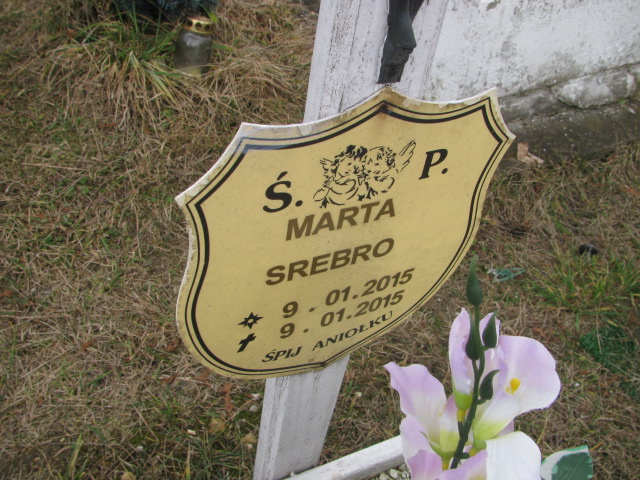 Ś. P.
MARTA
SREBRO
9.01.2015
9.01.2015
ŚPIJ ANIOŁKU